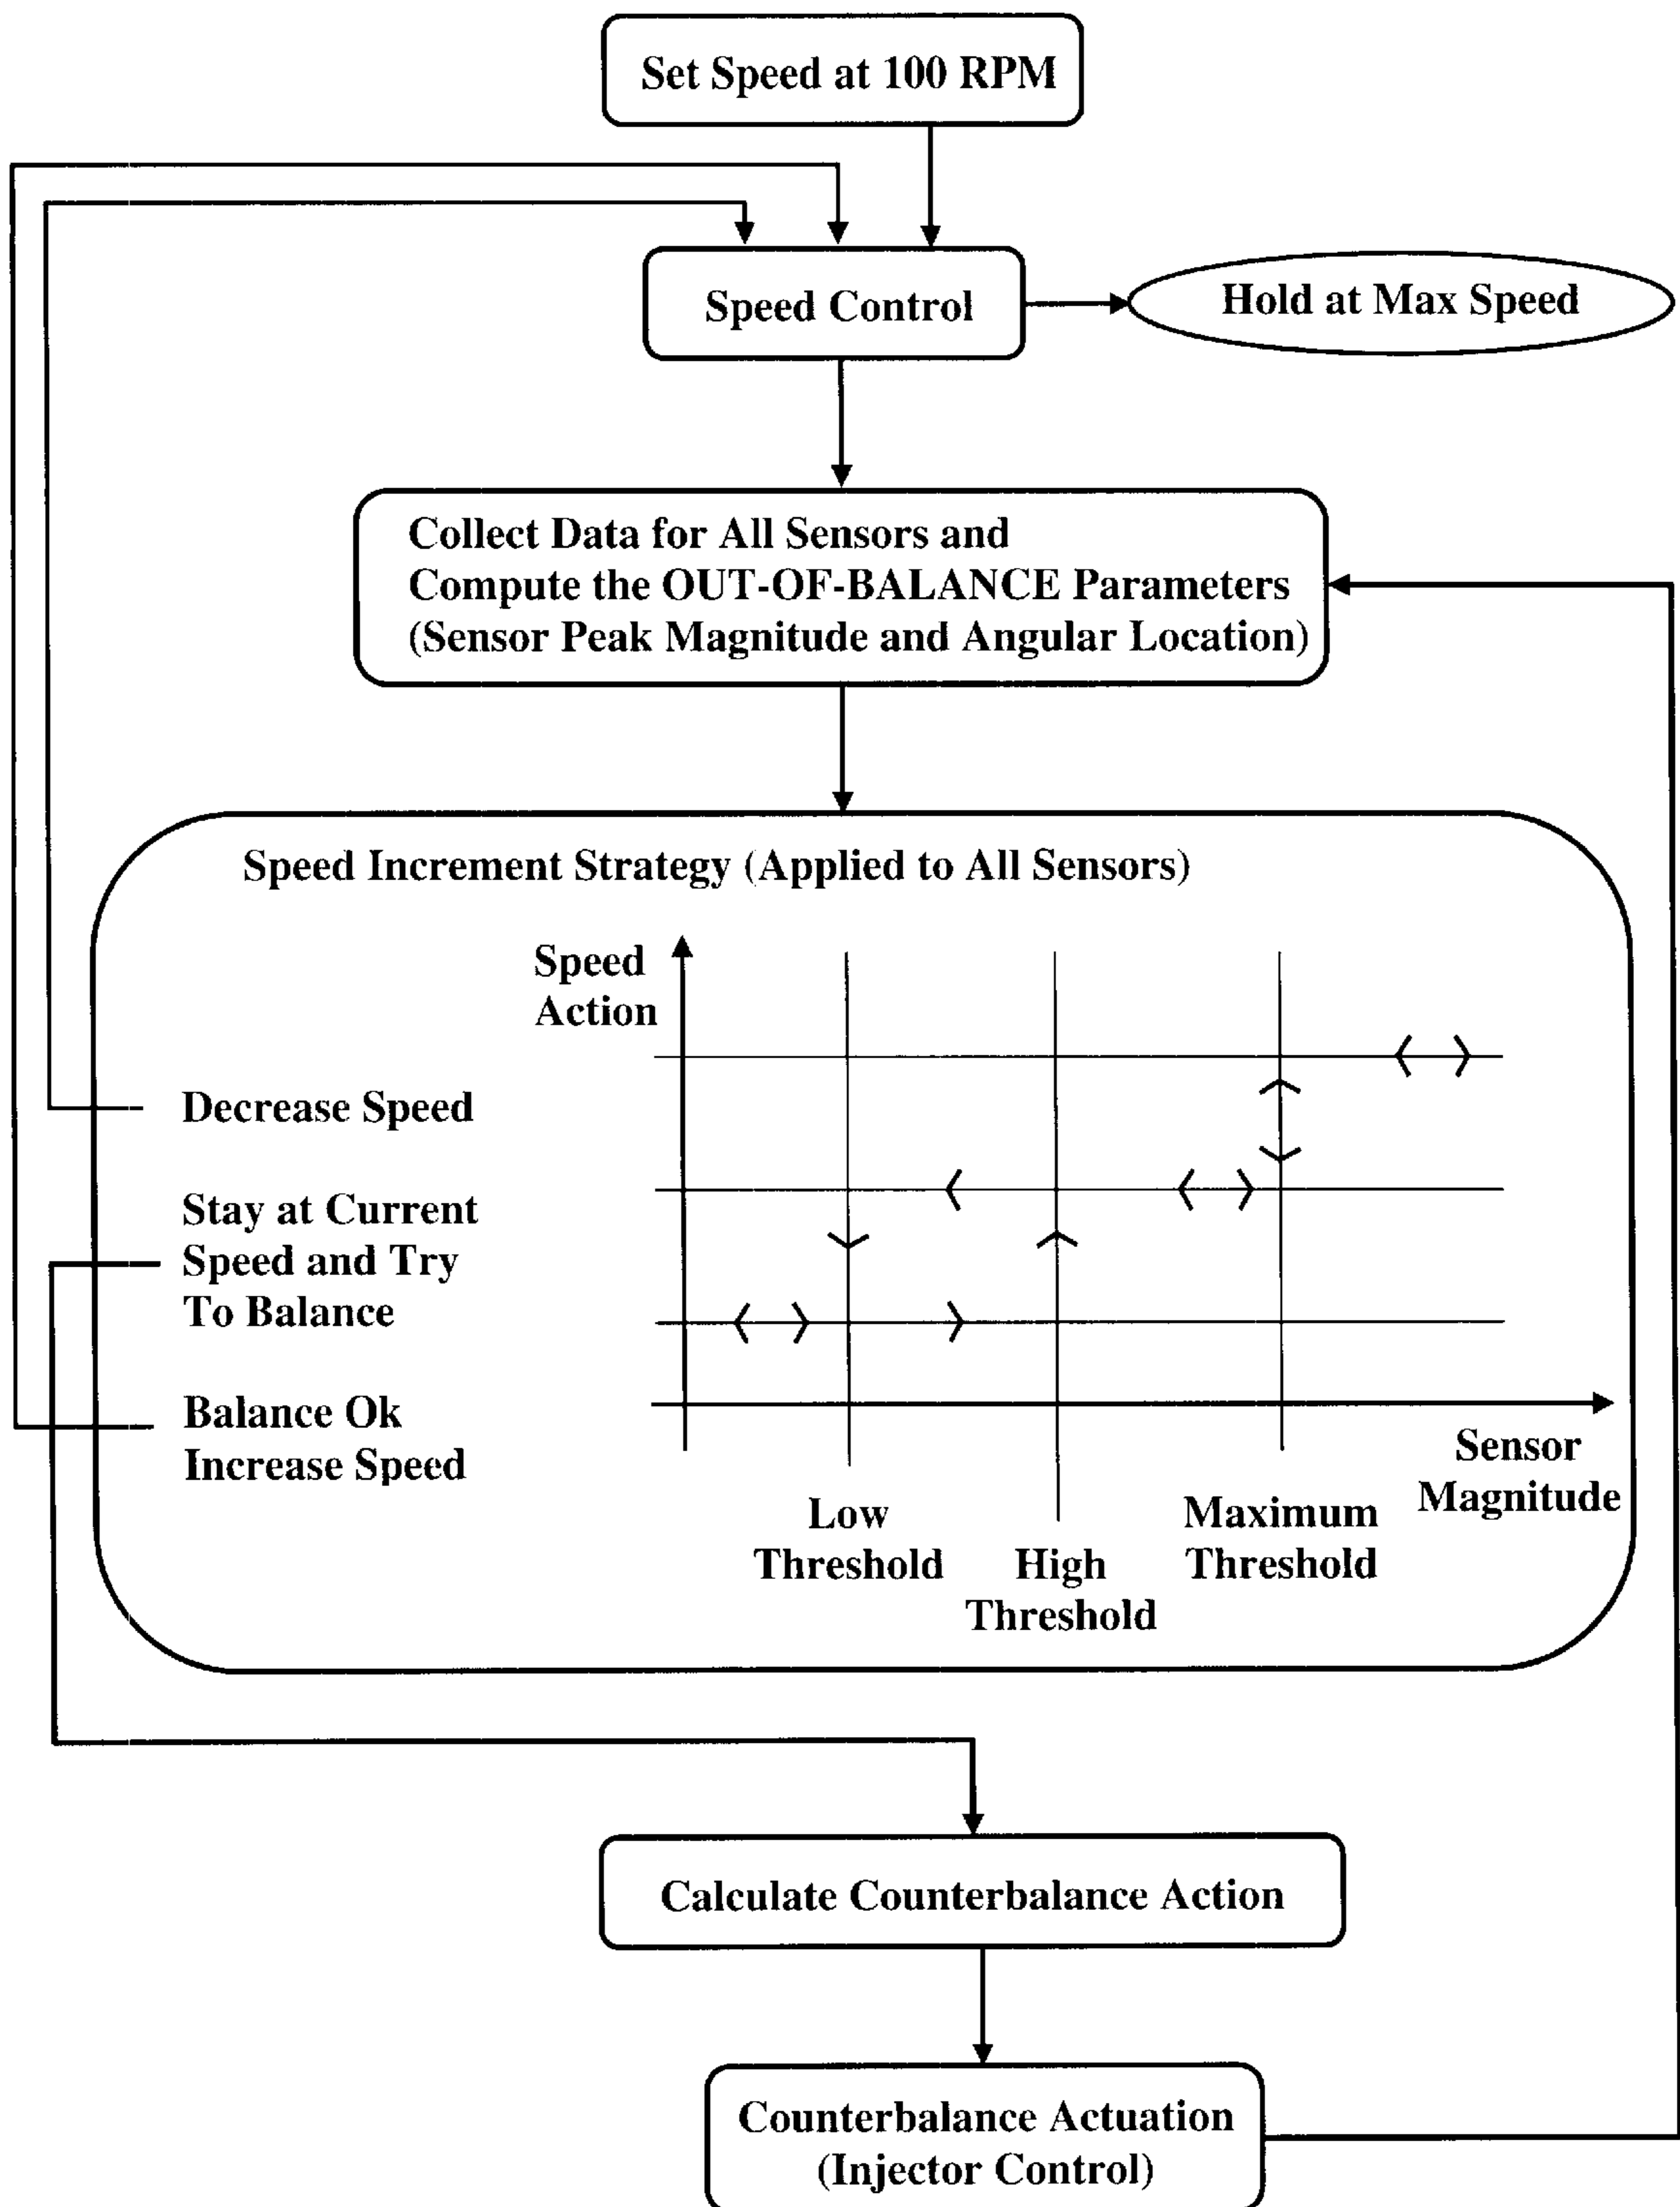 Set Speed at 100 RPM
Speed Control
Hold at Max Speed
Collect Data for All Sensors and
Compute the OUT-OF-BALANCE Parameters
(Sensor Peak Magnitude and Angular Location)
Speed Increment Strategy (Applied to All Sensors)
Speed
Action
Decrease Speed
Stay at Current
Speed and Try
To Balance
Balance Ok
Increase Speed
Sensor
Magnitude
Low
Threshold
High
Threshold
Maximum
Threshold
Calculate Counterbalance Action
Counterbalance Actuation
(Injector Control)